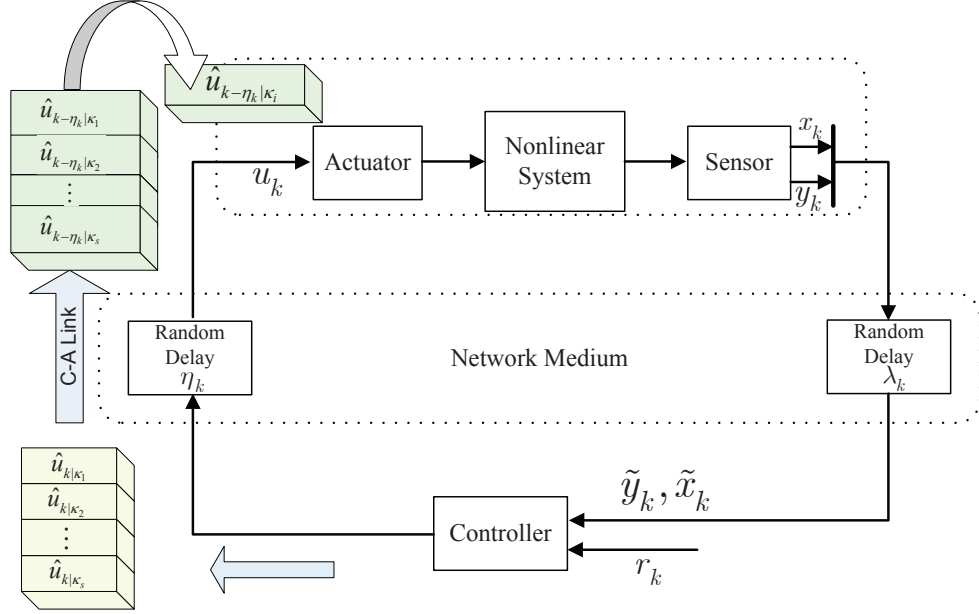 û_{k−η_k|κ_1}
û_{k−η_k|κ_2}
⋮
û_{k−η_k|κ_s}
û_{k−η_k|κ_i}
u_k
Actuator
Nonlinear
System
Sensor
x_k
y_k
C-A Link
Random
Delay
η_k
Network Medium
Random
Delay
λ_k
û_{k|κ_1}
û_{k|κ_2}
⋮
û_{k|κ_s}
Controller
ỹ_k, x̃_k
r_k